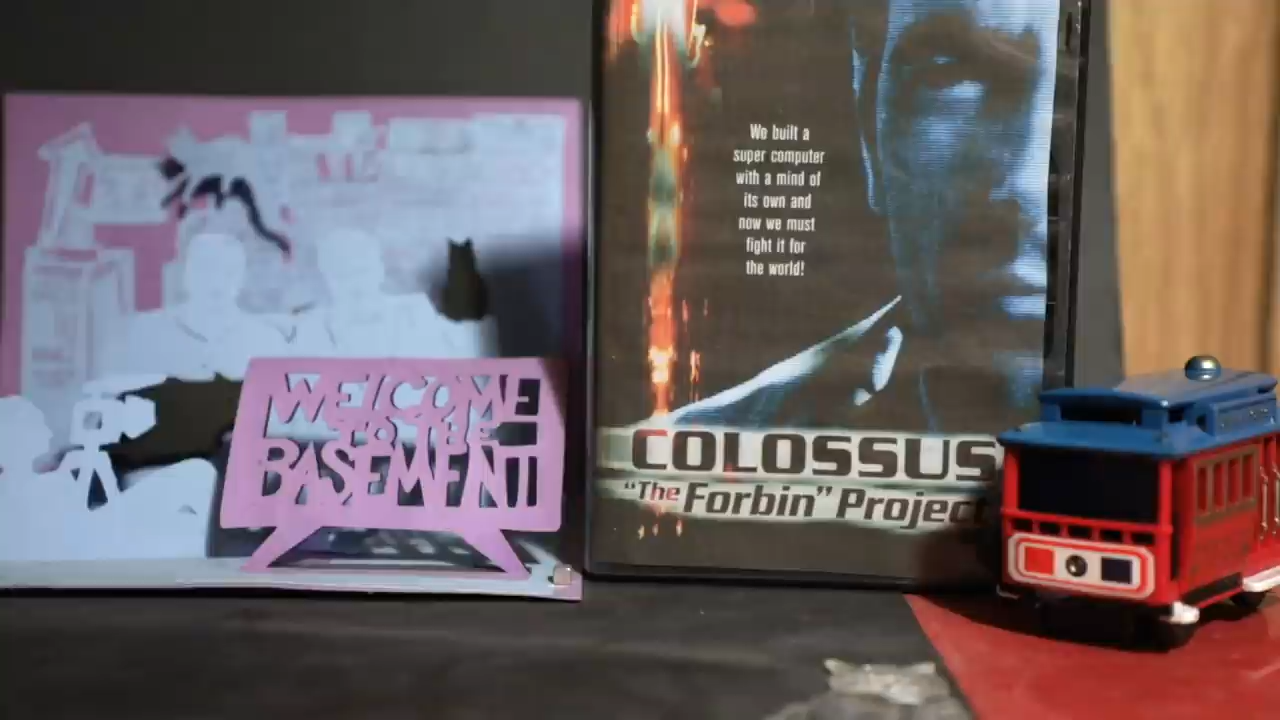 WELCOME
TO THE
BASEMENT
We built a
super computer
with a mind of
its own and
now we must
fight it for
the world!
COLOSSUS
“The Forbin” Project